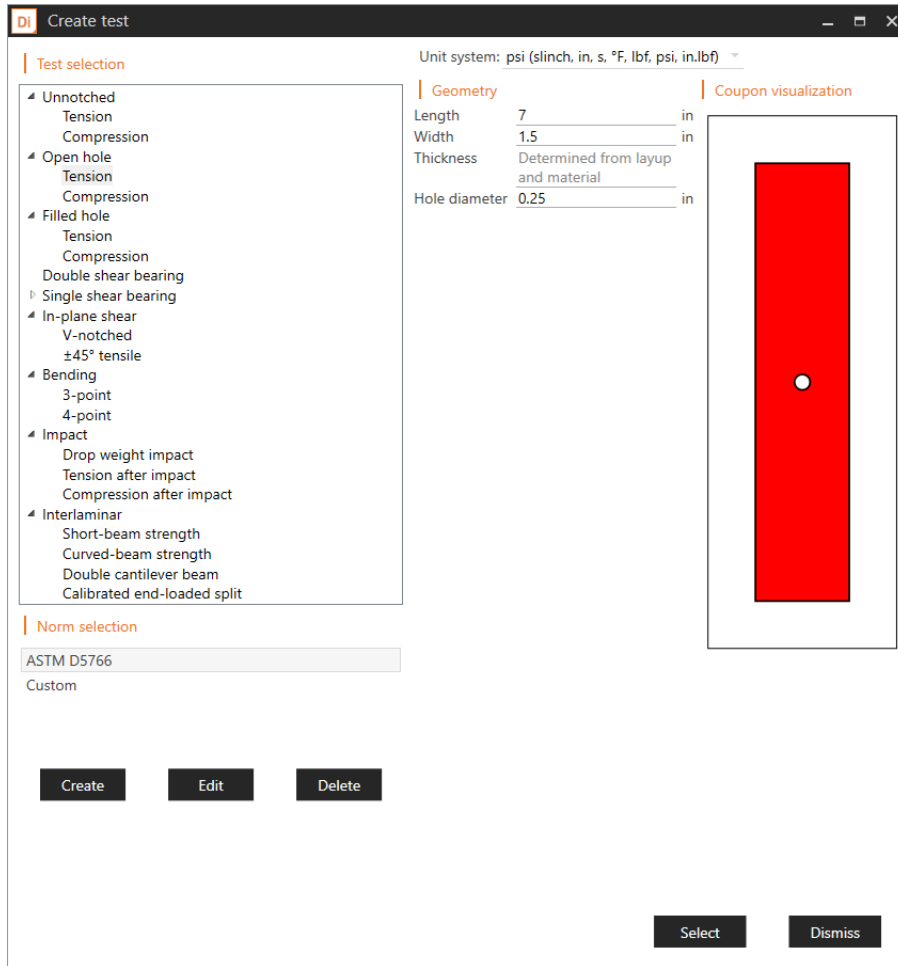 Di Create test
Test selection
Unnotched
Tension
Compression
Open hole
Tension
Compression
Filled hole
Tension
Compression
Double shear bearing
Single shear bearing
In-plane shear
V-notched
±45° tensile
Bending
3-point
4-point
Impact
Drop weight impact
Tension after impact
Compression after impact
Interlaminar
Short-beam strength
Curved-beam strength
Double cantilever beam
Calibrated end-loaded split
Norm selection
ASTM D5766
Custom
Create Edit Delete
Unit system: psi (slinch, in, s, °F, lbf, psi, in.lbf)
Geometry
Length 7 in
Width 1.5 in
Thickness Determined from layup
and material
Hole diameter 0.25 in
Coupon visualization
Select Dismiss